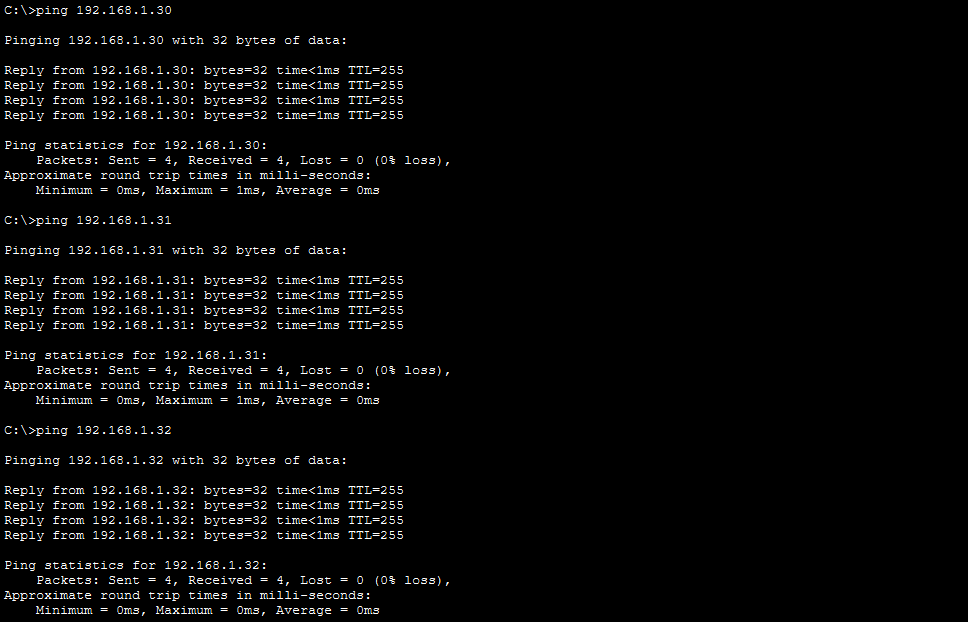 C:\>ping 192.168.1.30
Pinging 192.168.1.30 with 32 bytes of data:
Reply from 192.168.1.30: bytes=32 time<1ms TTL=255
Reply from 192.168.1.30: bytes=32 time<1ms TTL=255
Reply from 192.168.1.30: bytes=32 time<1ms TTL=255
Reply from 192.168.1.30: bytes=32 time=1ms TTL=255
Ping statistics for 192.168.1.30:
    Packets: Sent = 4, Received = 4, Lost = 0 (0% loss),
Approximate round trip times in milli-seconds:
    Minimum = 0ms, Maximum = 1ms, Average = 0ms
C:\>ping 192.168.1.31
Pinging 192.168.1.31 with 32 bytes of data:
Reply from 192.168.1.31: bytes=32 time<1ms TTL=255
Reply from 192.168.1.31: bytes=32 time<1ms TTL=255
Reply from 192.168.1.31: bytes=32 time<1ms TTL=255
Reply from 192.168.1.31: bytes=32 time=1ms TTL=255
Ping statistics for 192.168.1.31:
    Packets: Sent = 4, Received = 4, Lost = 0 (0% loss),
Approximate round trip times in milli-seconds:
    Minimum = 0ms, Maximum = 1ms, Average = 0ms
C:\>ping 192.168.1.32
Pinging 192.168.1.32 with 32 bytes of data:
Reply from 192.168.1.32: bytes=32 time<1ms TTL=255
Reply from 192.168.1.32: bytes=32 time<1ms TTL=255
Reply from 192.168.1.32: bytes=32 time<1ms TTL=255
Reply from 192.168.1.32: bytes=32 time<1ms TTL=255
Ping statistics for 192.168.1.32:
    Packets: Sent = 4, Received = 4, Lost = 0 (0% loss),
Approximate round trip times in milli-seconds:
    Minimum = 0ms, Maximum = 0ms, Average = 0ms